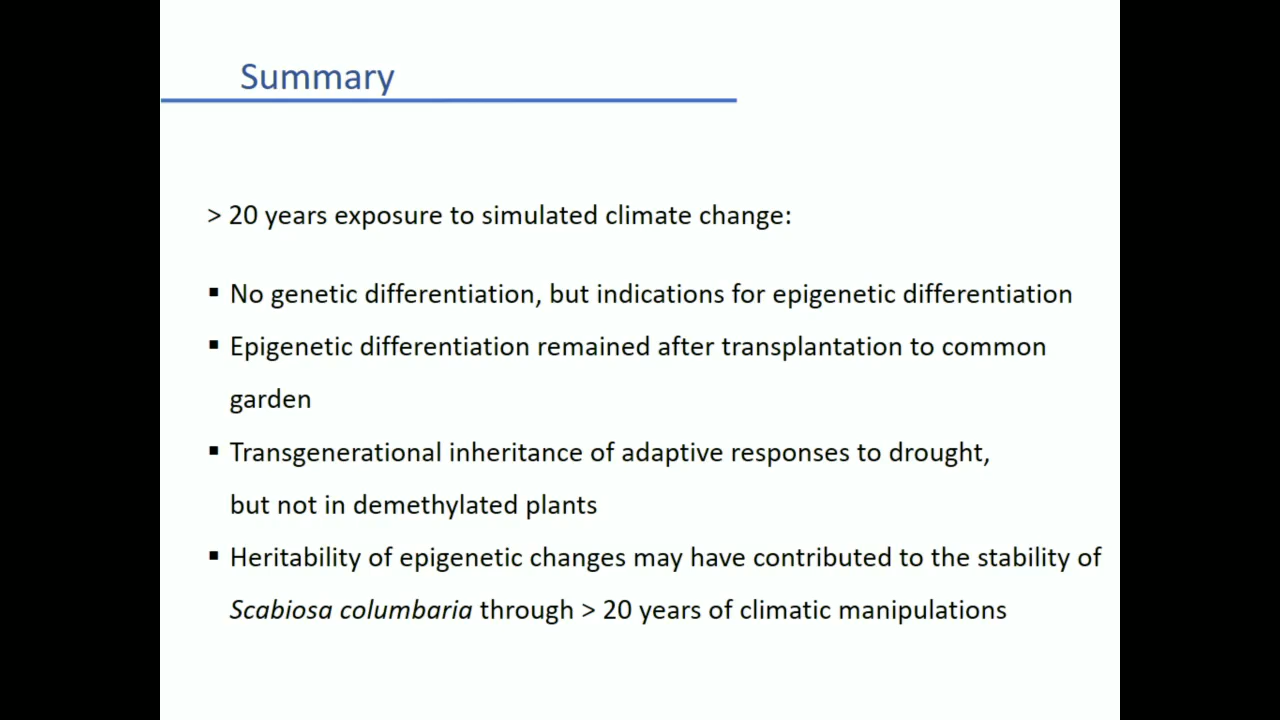 Summary
> 20 years exposure to simulated climate change:
▪ No genetic differentiation, but indications for epigenetic differentiation
▪ Epigenetic differentiation remained after transplantation to common
garden
▪ Transgenerational inheritance of adaptive responses to drought,
but not in demethylated plants
▪ Heritability of epigenetic changes may have contributed to the stability of
Scabiosa columbaria through > 20 years of climatic manipulations